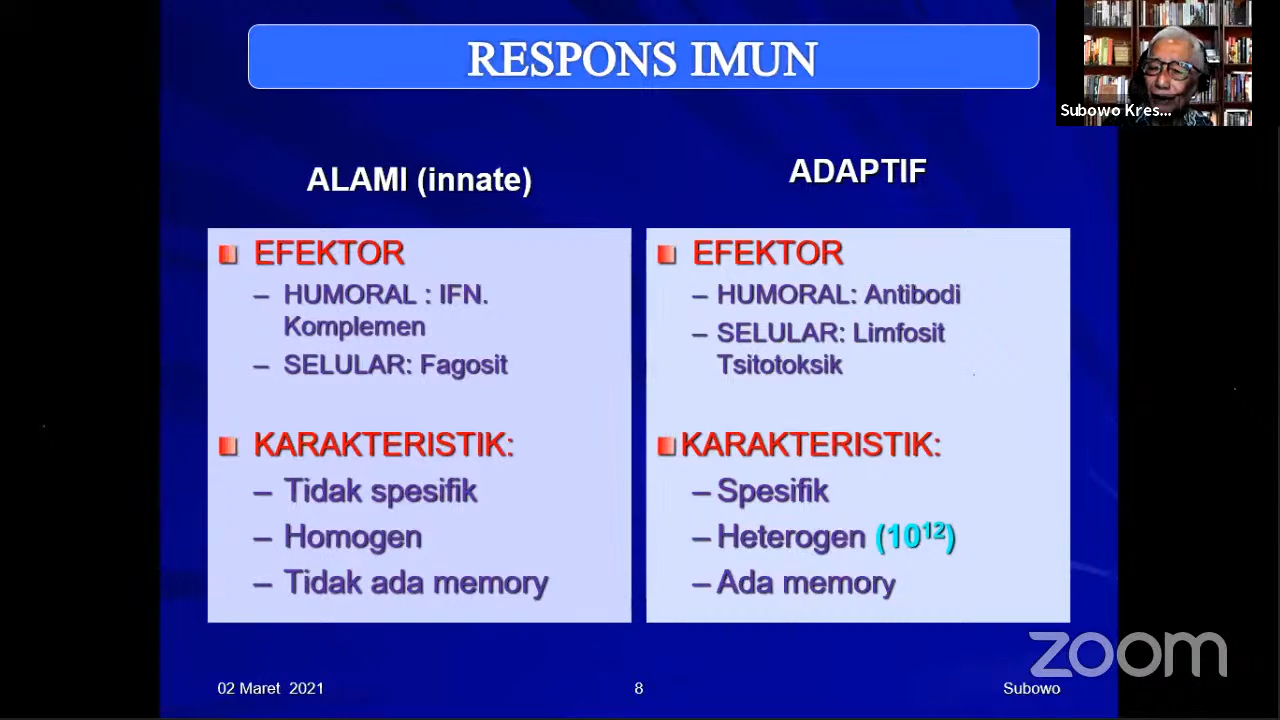 RESPONS IMUN
Subowo Kres...
ALAMI (innate)
EFEKTOR
– HUMORAL : IFN.
Komplemen
– SELULAR: Fagosit
KARAKTERISTIK:
– Tidak spesifik
– Homogen
– Tidak ada memory
ADAPTIF
EFEKTOR
– HUMORAL: Antibodi
– SELULAR: Limfosit
Tsitotoksik
KARAKTERISTIK:
– Spesifik
– Heterogen (10¹²)
– Ada memory
zoom
02 Maret 2021
8
Subowo